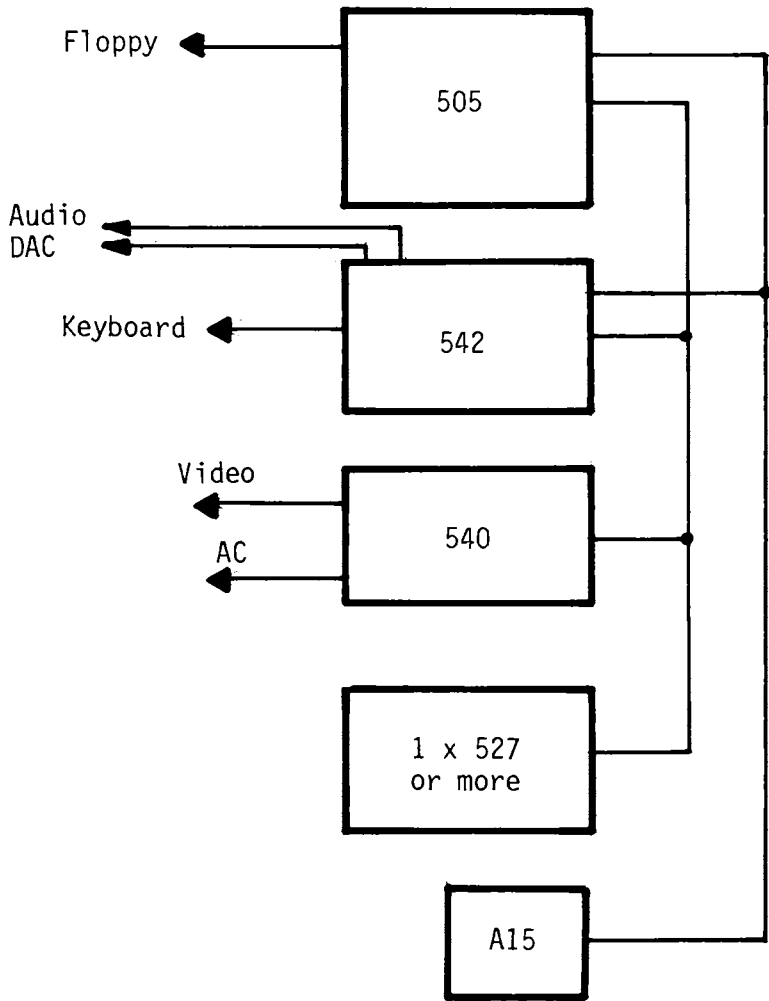 Floppy
505
Audio
DAC
Keyboard
542
Video
AC
540
1 x 527
or more
A15